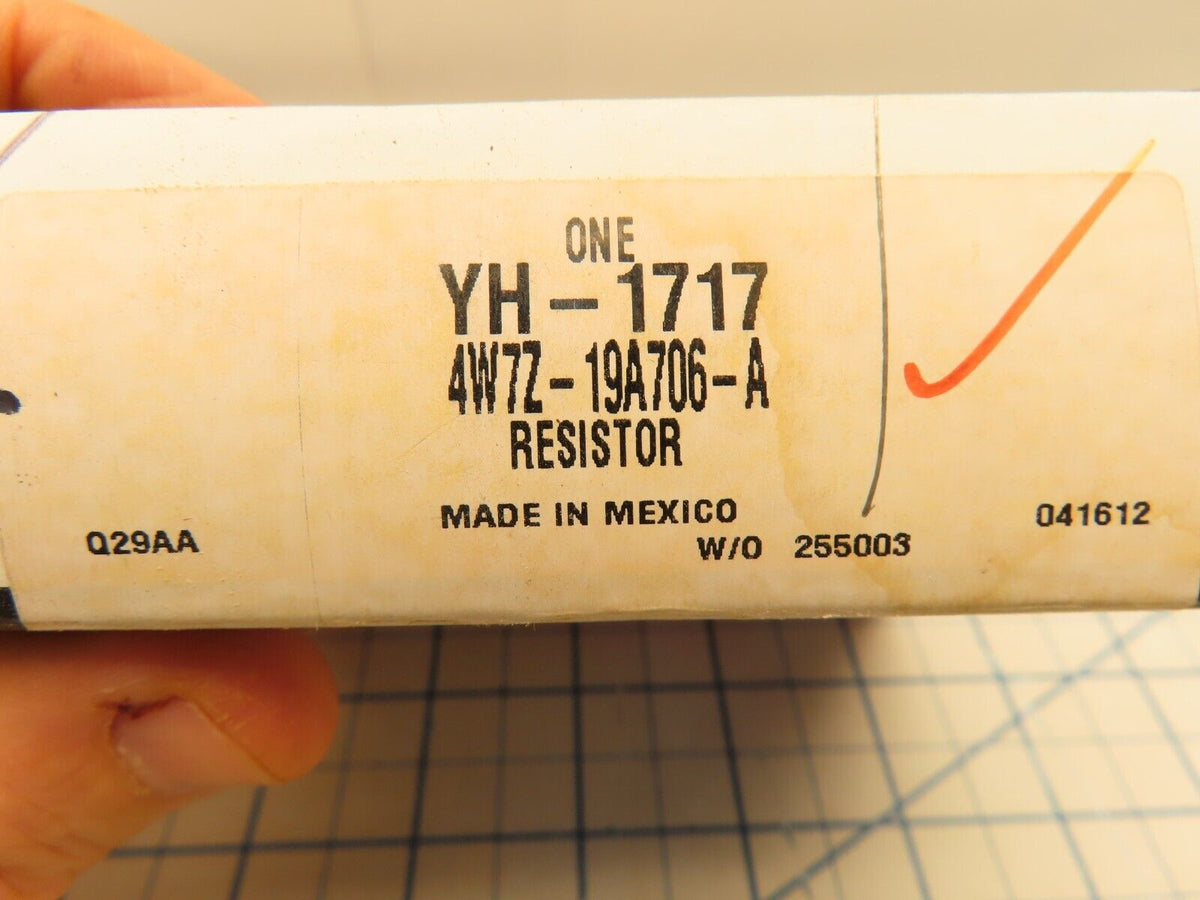 ONE
YH-1717
4W7Z-19A706-A
RESISTOR
MADE IN MEXICO
041612
Q29AA
W/O 255003